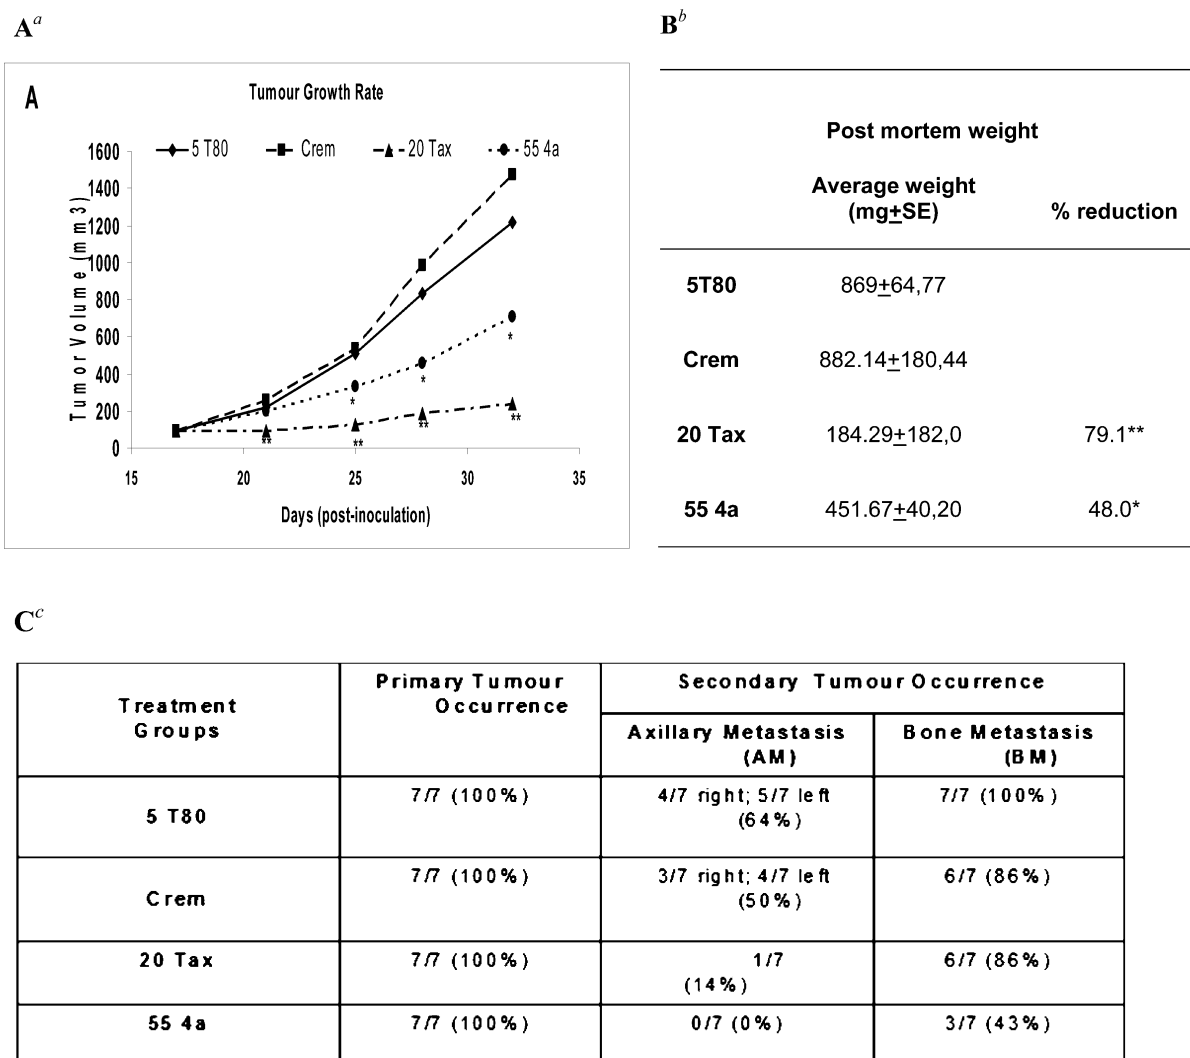 A^a
A
Tumour Growth Rate
5 T80 Crem 20 Tax 55 4a
1600
1400
1200
1000
800
600
400
200
0
Tumor Volume (mm3)
* * *
** ** ** **
15 20 25 30 35
Days (post-inoculation)
B^b
Post mortem weight
Average weight
(mg±SE) % reduction
5T80 869±64,77
Crem 882.14±180,44
20 Tax 184.29±182,0 79.1**
55 4a 451.67±40,20 48.0*
C^c
Treatment
Groups
Primary Tumour
Occurrence
Secondary Tumour Occurrence
Axillary Metastasis
(AM)
Bone Metastasis
(BM)
5 T80 7/7 (100%) 4/7 right; 5/7 left 7/7 (100%)
(64%)
Crem 7/7 (100%) 3/7 right; 4/7 left 6/7 (86%)
(50%)
20 Tax 7/7 (100%) 1/7 6/7 (86%)
(14%)
55 4a 7/7 (100%) 0/7 (0%) 3/7 (43%)